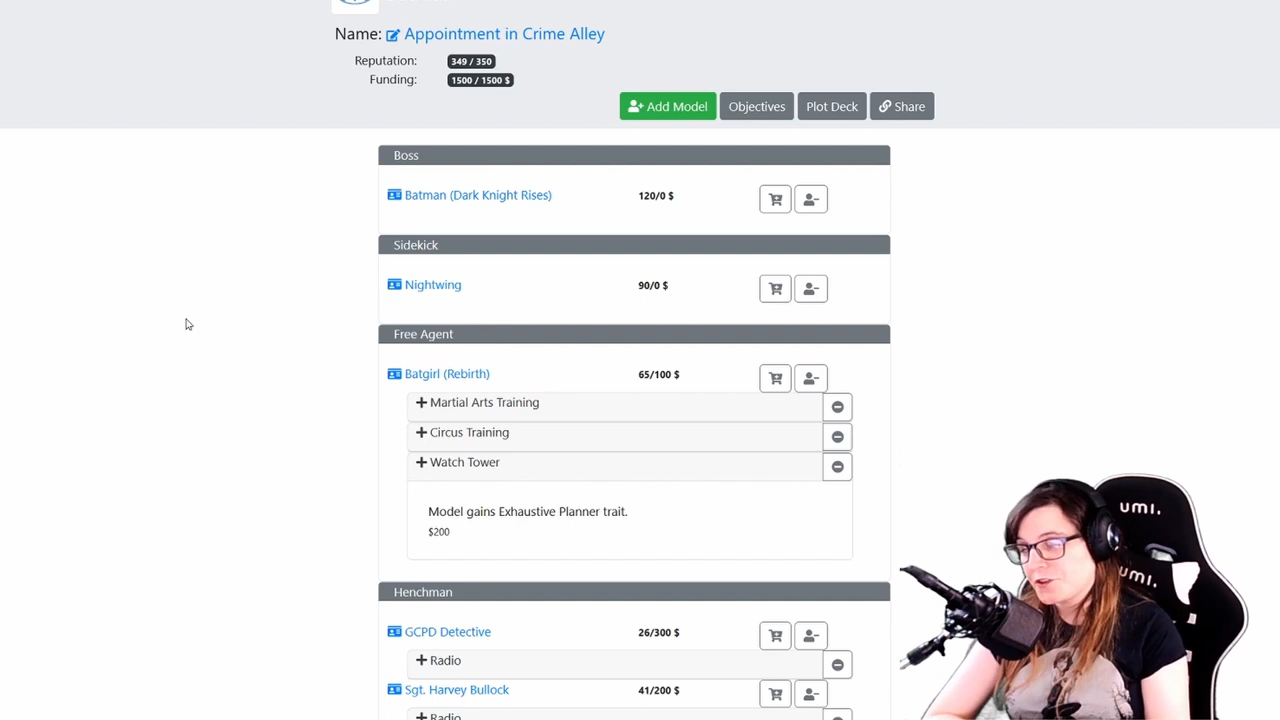 Name: Appointment in Crime Alley
Reputation: 349 / 350
Funding: 1500 / 1500 $
Add Model Objectives Plot Deck Share
Boss
Batman (Dark Knight Rises) 120/0 $
Sidekick
Nightwing 90/0 $
Free Agent
Batgirl (Rebirth) 65/100 $
Martial Arts Training
Circus Training
Watch Tower
Model gains Exhaustive Planner trait.
$200
Henchman
GCPD Detective 26/300 $
Radio
Sgt. Harvey Bullock 41/200 $
Radio
umi.
umi.